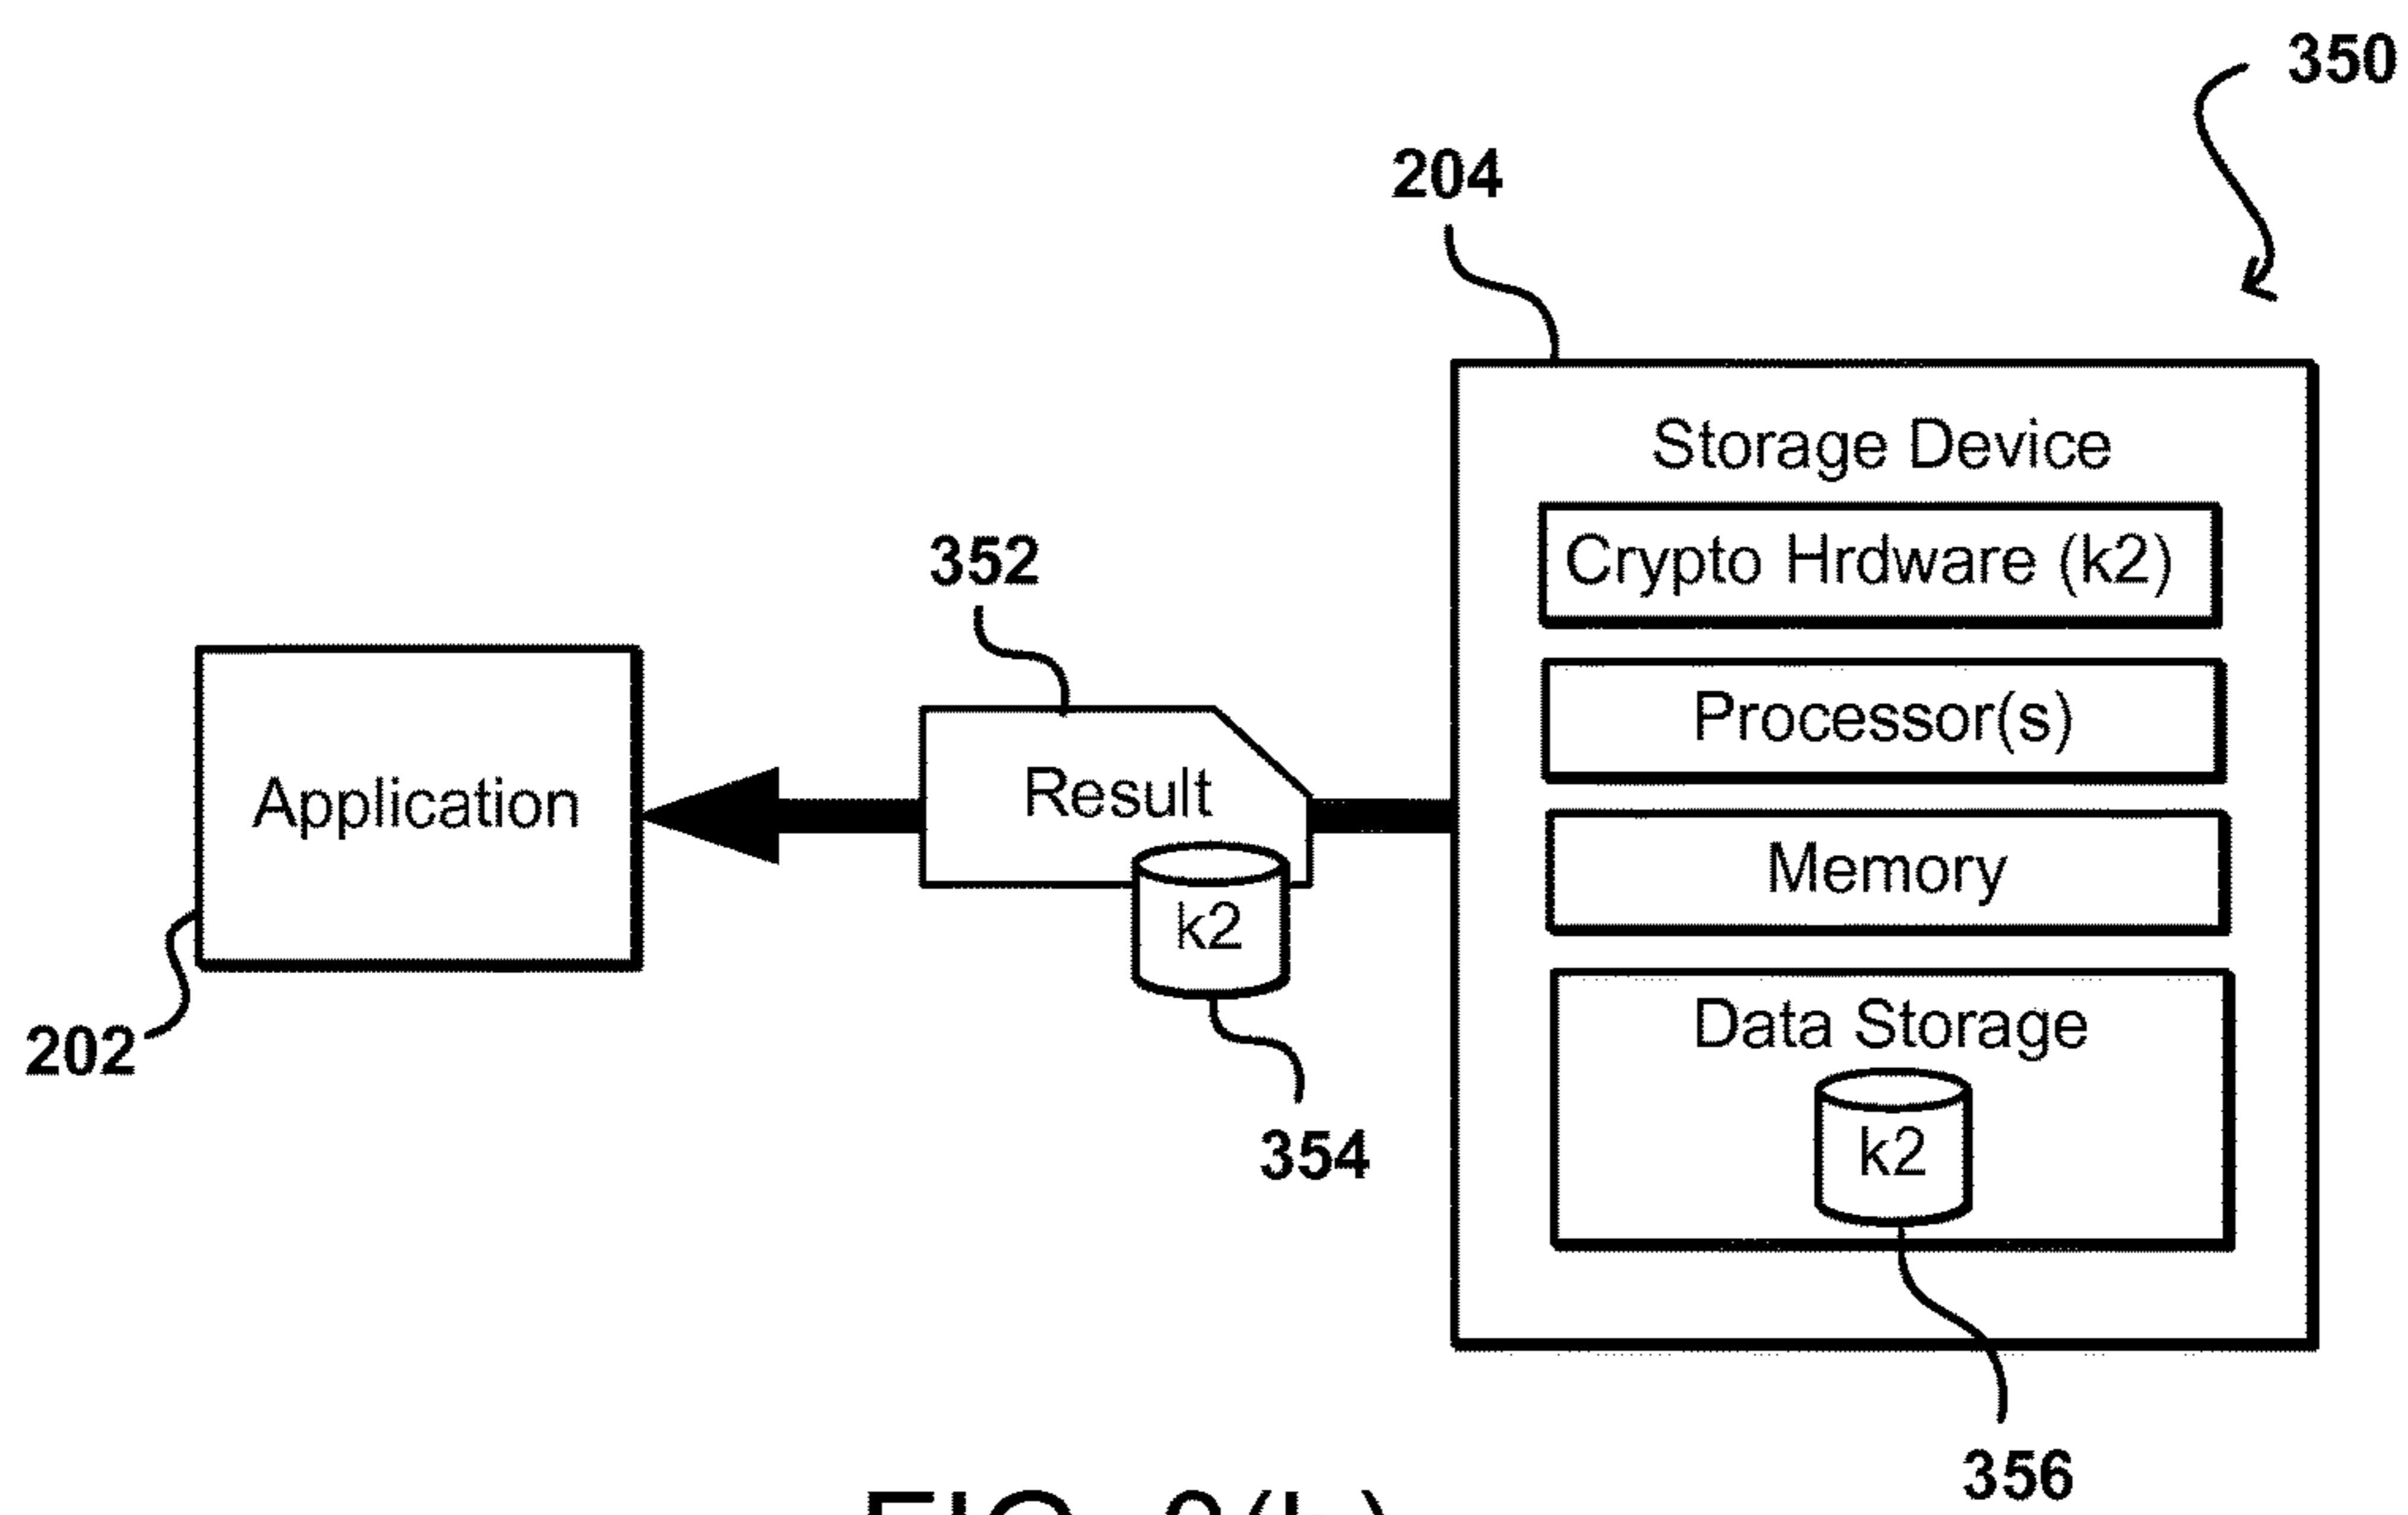 350
204
Storage Device
352
Crypto Hrdware (k2)
Processor(s)
Application
Result
Memory
k2
202
Data Storage
354
k2
356